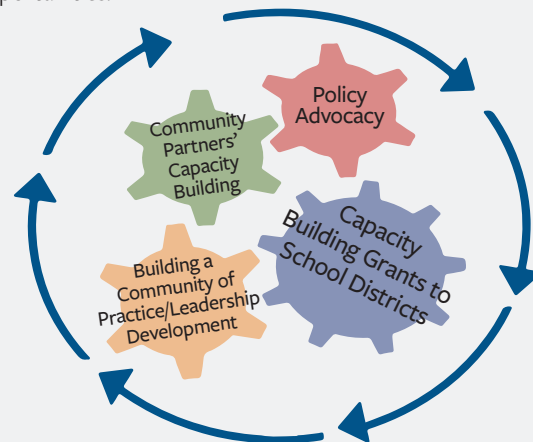 Policy
Advocacy
Community
Partners'
Capacity
Building
Capacity
Building Grants to
School Districts
Building a
Community of
Practice/Leadership
Development